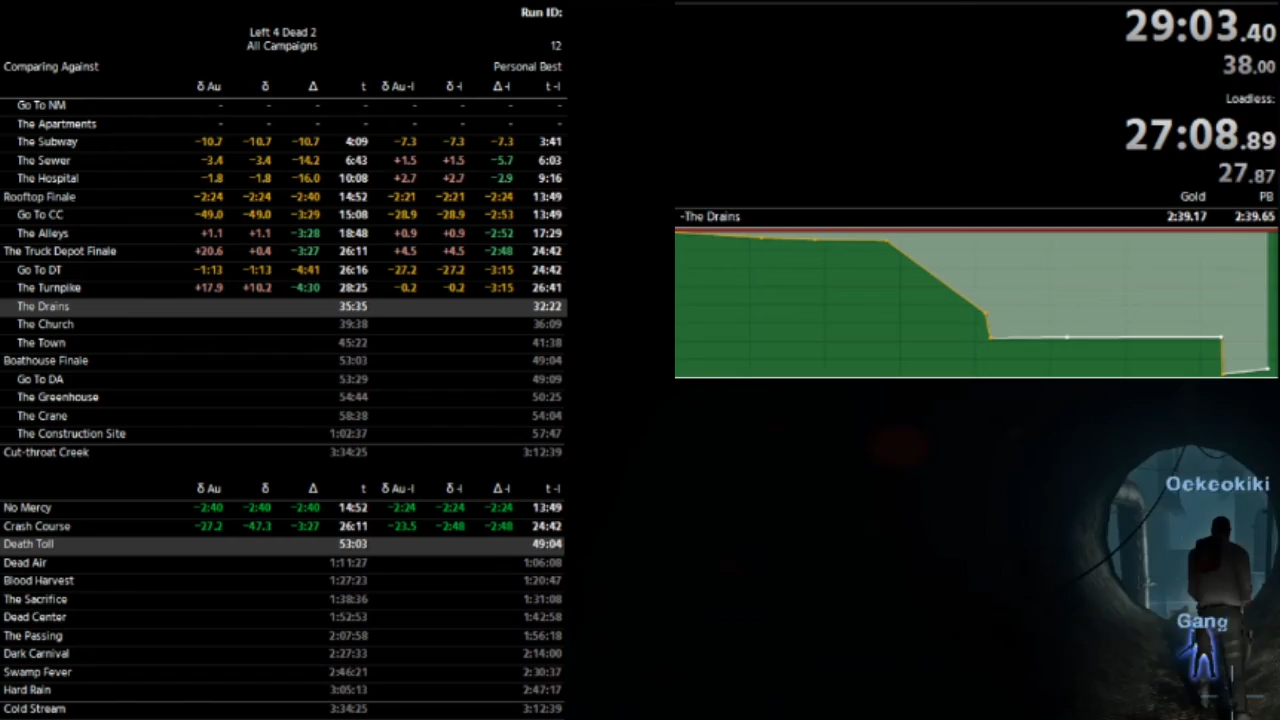 Run ID:
Left 4 Dead 2
All Campaigns
12
Comparing Against Personal Best
δ Au δ Δ t δ Au-l δ -l Δ -l t -l
Go To NM - - - - - - - -
The Apartments - - - - - - - -
The Subway −10.7 −10.7 −10.7 4:09 −7.3 −7.3 −7.3 3:41
The Sewer −3.4 −3.4 −14.2 6:43 +1.5 +1.5 −5.7 6:03
The Hospital −1.8 −1.8 −16.0 10:08 +2.7 +2.7 −2.9 9:16
Rooftop Finale −2:24 −2:24 −2:40 14:52 −2:21 −2:21 −2:24 13:49
Go To CC −49.0 −49.0 −3:29 15:08 −28.9 −28.9 −2:53 13:49
The Alleys +1.1 +1.1 −3:28 18:48 +0.9 +0.9 −2:52 17:29
The Truck Depot Finale +20.6 +0.4 −3:27 26:11 +4.5 +4.5 −2:48 24:42
Go To DT −1:13 −1:13 −4:41 26:16 −27.2 −27.2 −3:15 24:42
The Turnpike +17.9 +10.2 −4:30 28:25 −0.2 −0.2 −3:15 26:41
The Drains 35:35 32:22
The Church 39:38 36:09
The Town 45:22 41:38
Boathouse Finale 53:03 49:04
Go To DA 53:29 49:09
The Greenhouse 54:44 50:25
The Crane 58:38 54:04
The Construction Site 1:02:37 57:47
Cut-throat Creek 3:34:25 3:12:39
δ Au δ Δ t δ Au-l δ -l Δ -l t -l
No Mercy −2:40 −2:40 −2:40 14:52 −2:24 −2:24 −2:24 13:49
Crash Course −27.2 −47.3 −3:27 26:11 −23.5 −2:48 −2:48 24:42
Death Toll 53:03 49:04
Dead Air 1:11:27 1:06:08
Blood Harvest 1:27:23 1:20:47
The Sacrifice 1:38:36 1:31:08
Dead Center 1:52:53 1:42:58
The Passing 2:07:58 1:56:18
Dark Carnival 2:27:33 2:14:00
Swamp Fever 2:46:21 2:30:37
Hard Rain 3:05:13 2:47:17
Cold Stream 3:34:25 3:12:39
29:03.40
38.00
Loadless:
27:08.89
27.87
Gold PB
-The Drains 2:39.17 2:39.65
Ockeokiki
Gang